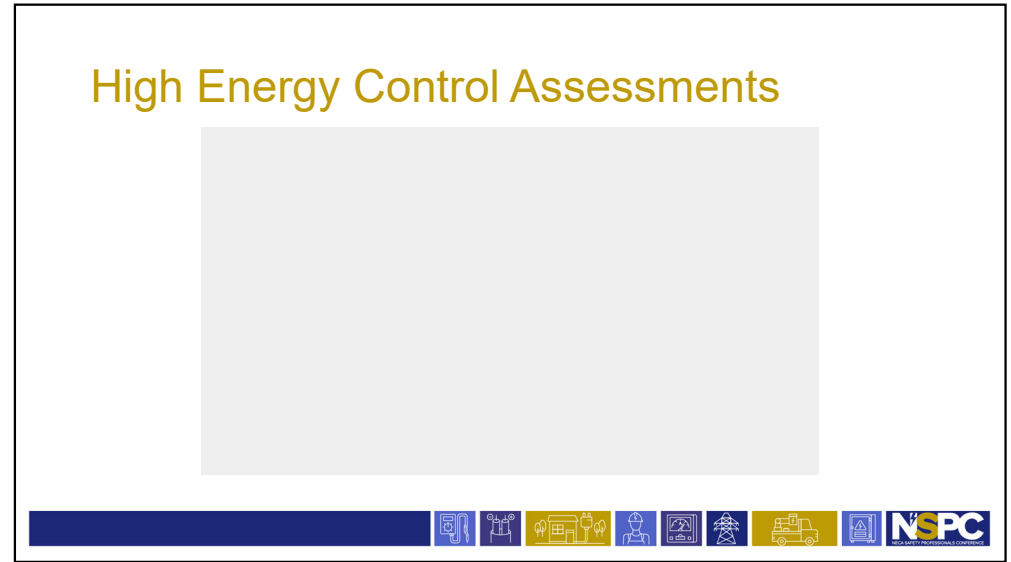 High Energy Control Assessments
NSPC
NECA SAFETY PROFESSIONALS CONFERENCE